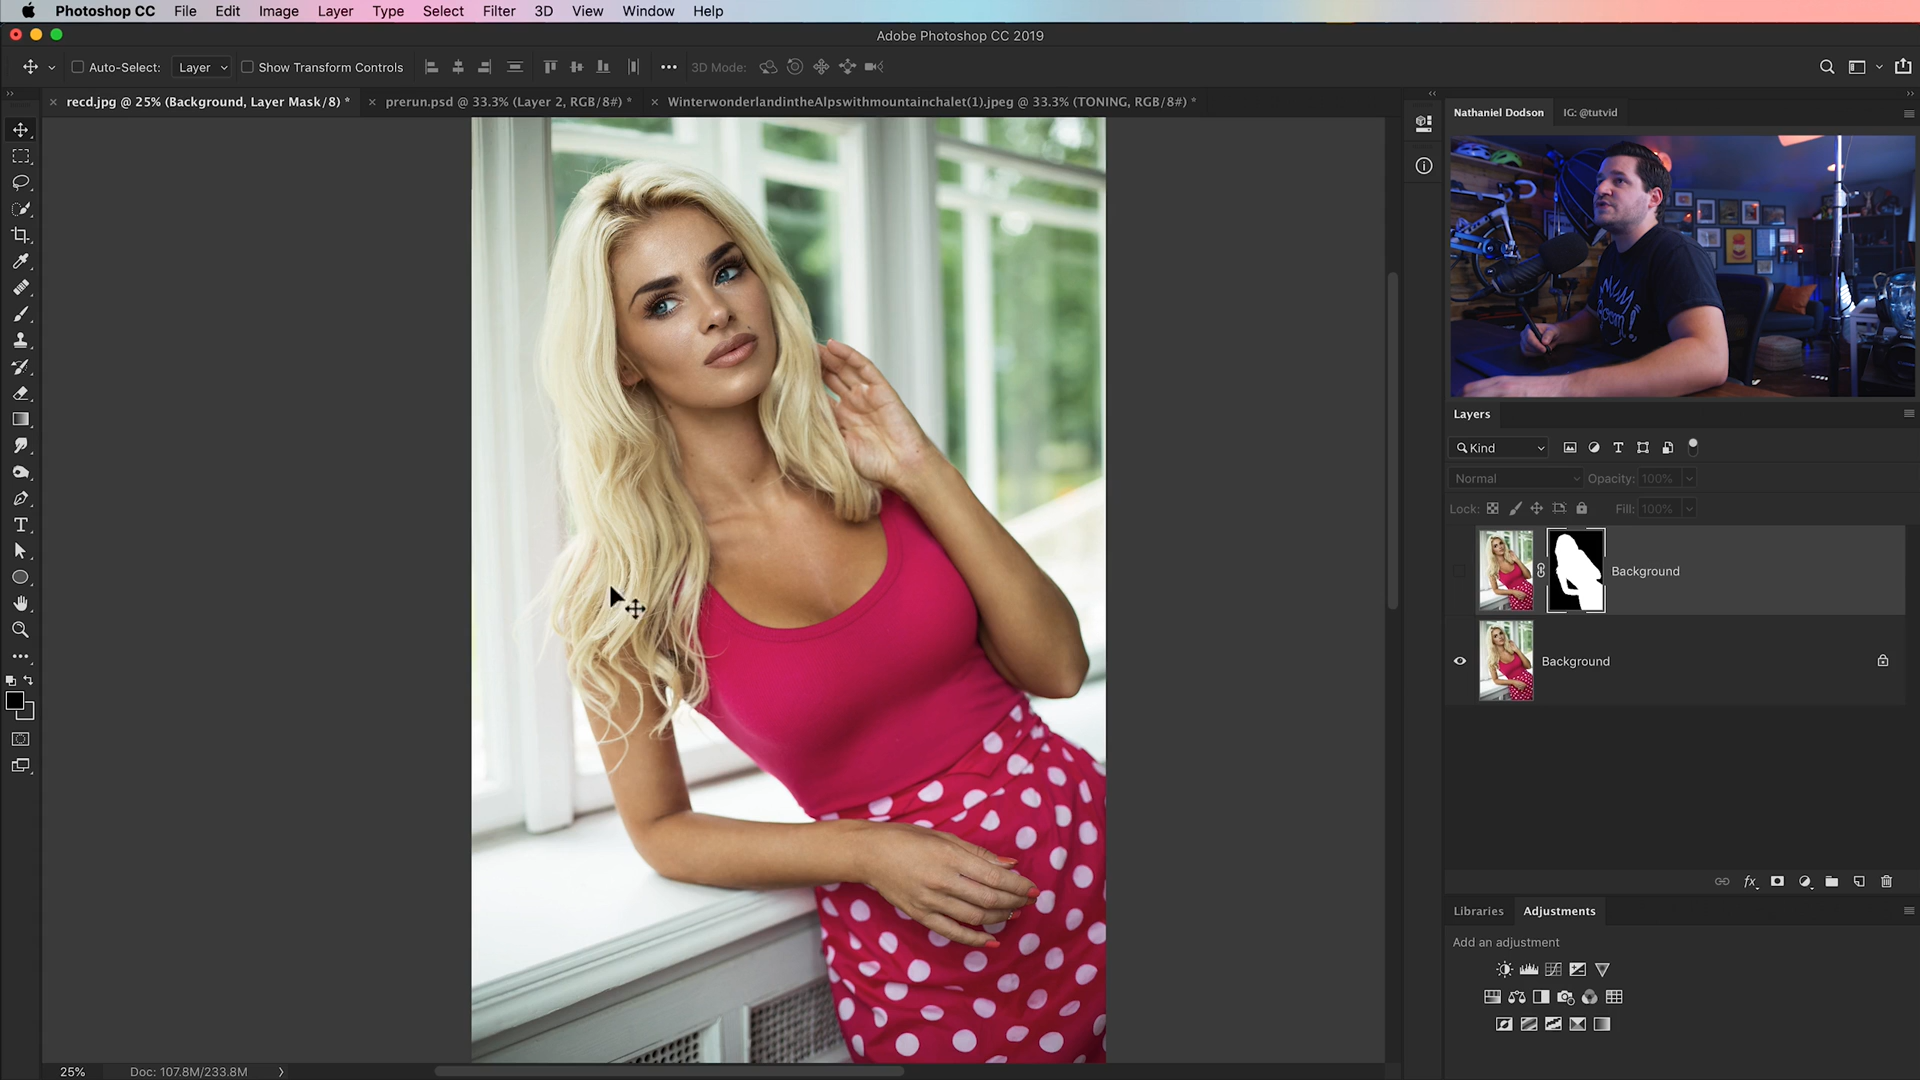 Photoshop CC File Edit Image Layer Type Select Filter 3D View Window Help
Adobe Photoshop CC 2019
Auto-Select: Layer Show Transform Controls 3D Mode:
recd.jpg @ 25% (Background, Layer Mask/8) * prerun.psd @ 33.3% (Layer 2, RGB/8#) * WinterwonderlandintheAlpswithmountainchalet(1).jpeg @ 33.3% (TONING, RGB/8#) *
Nathaniel Dodson IG: @tutvid
Layers
Kind
Normal Opacity: 100%
Lock: Fill: 100%
Background
Background
fx
Libraries Adjustments
Add an adjustment
25% Doc: 107.8M/233.8M